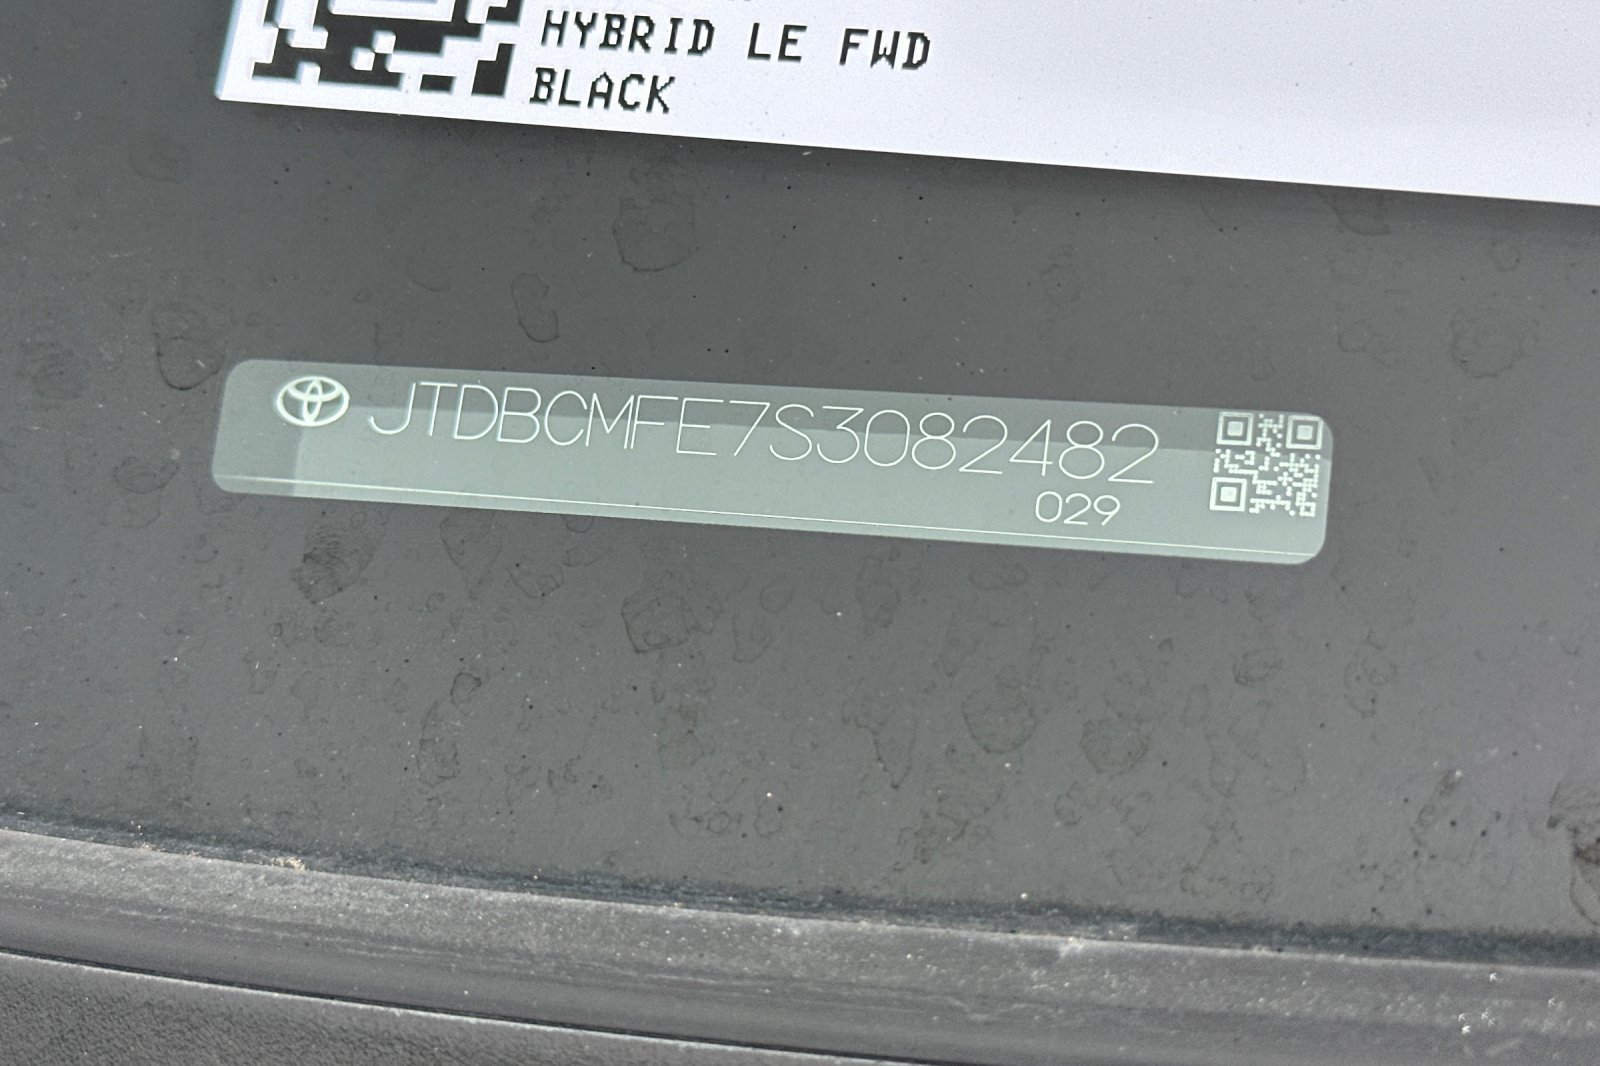 HYBRID LE FWD
BLACK
JTDBCMFE7S3082482
029